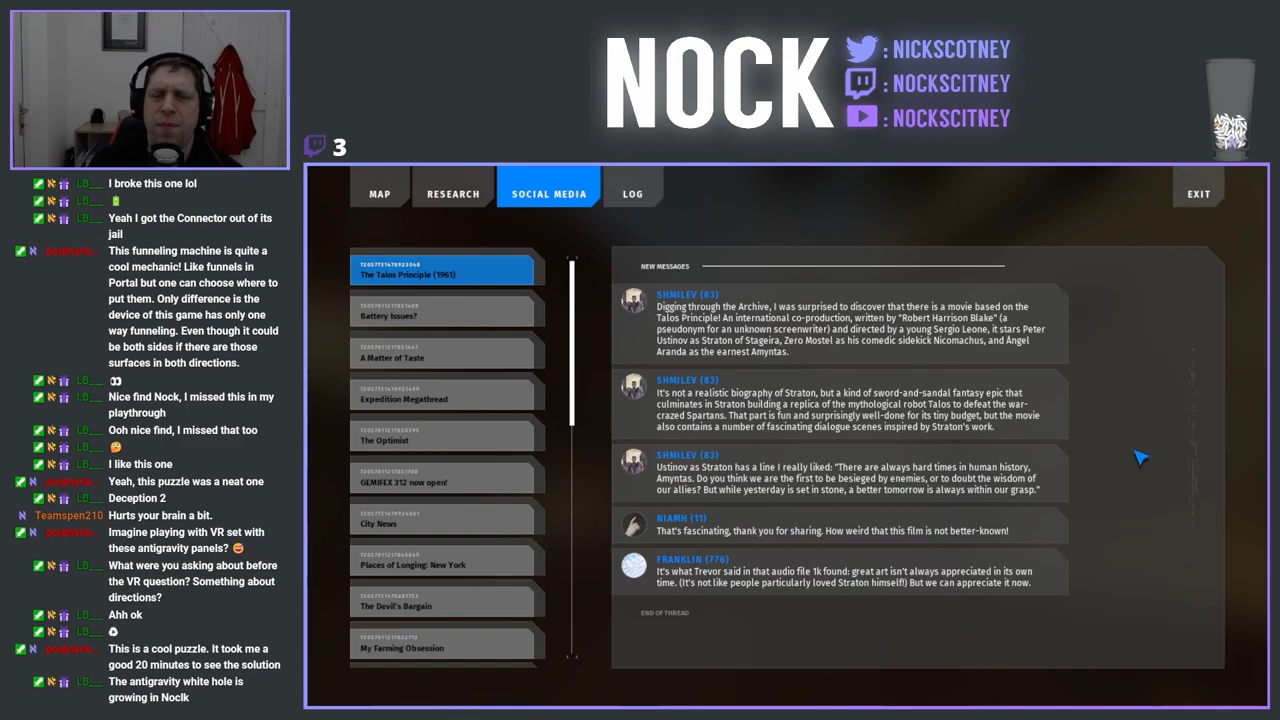 NOCK
: NICKSCOTNEY
: NOCKSCITNEY
: NOCKSCITNEY
3
LB__ I broke this one lol
LB__
LB__ Yeah I got the Connector out of its
jail
This funneling machine is quite a
cool mechanic! Like funnels in
Portal but one can choose where to
put them. Only difference is the
device of this game has only one
way funneling. Even though it could
be both sides if there are those
surfaces in both directions.
LB__
LB__ Nice find Nock, I missed this in my
playthrough
LB__ Ooh nice find, I missed that too
LB__
LB__ I like this one
Yeah, this puzzle was a neat one
LB__ Deception 2
Teamspen210 Hurts your brain a bit.
Imagine playing with VR set with
these antigravity panels?
LB__ What were you asking about before
the VR question? Something about
directions?
LB__ Ahh ok
LB__
This is a cool puzzle. It took me a
good 20 minutes to see the solution
LB__ The antigravity white hole is
growing in Noclk
MAP
RESEARCH
SOCIAL MEDIA
LOG
EXIT
The Talos Principle (1961)
Battery Issues?
A Matter of Taste
Expedition Megathread
The Optimist
GEMIFEX 312 now open!
City News
Places of Longing: New York
The Devil's Bargain
My Farming Obsession
NEW MESSAGES
SHMILEV (83)
Digging through the Archive, I was surprised to discover that there is a movie based on the
Talos Principle! An international co-production, written by "Robert Harrison Blake" (a
pseudonym for an unknown screenwriter) and directed by a young Sergio Leone, it stars Peter
Ustinov as Straton of Stageira, Zero Mostel as his comedic sidekick Nicomachus, and Ángel
Aranda as the earnest Amyntas.
SHMILEV (83)
It's not a realistic biography of Straton, but a kind of sword-and-sandal fantasy epic that
culminates in Straton building a replica of the mythological robot Talos to defeat the war-
crazed Spartans. That part is fun and surprisingly well-done for its tiny budget, but the movie
also contains a number of fascinating dialogue scenes inspired by Straton's work.
SHMILEV (83)
Ustinov as Straton has a line I really liked: "There are always hard times in human history,
Amyntas. Do you think we are the first to be besieged by enemies, or to doubt the wisdom of
our allies? But while yesterday is set in stone, a better tomorrow is always within our grasp."
NIAMH (11)
That's fascinating, thank you for sharing. How weird that this film is not better-known!
FRANKLIN (776)
It's what Trevor said in that audio file 1k found: great art isn't always appreciated in its own
time. (It's not like people particularly loved Straton himself!) But we can appreciate it now.
END OF THREAD